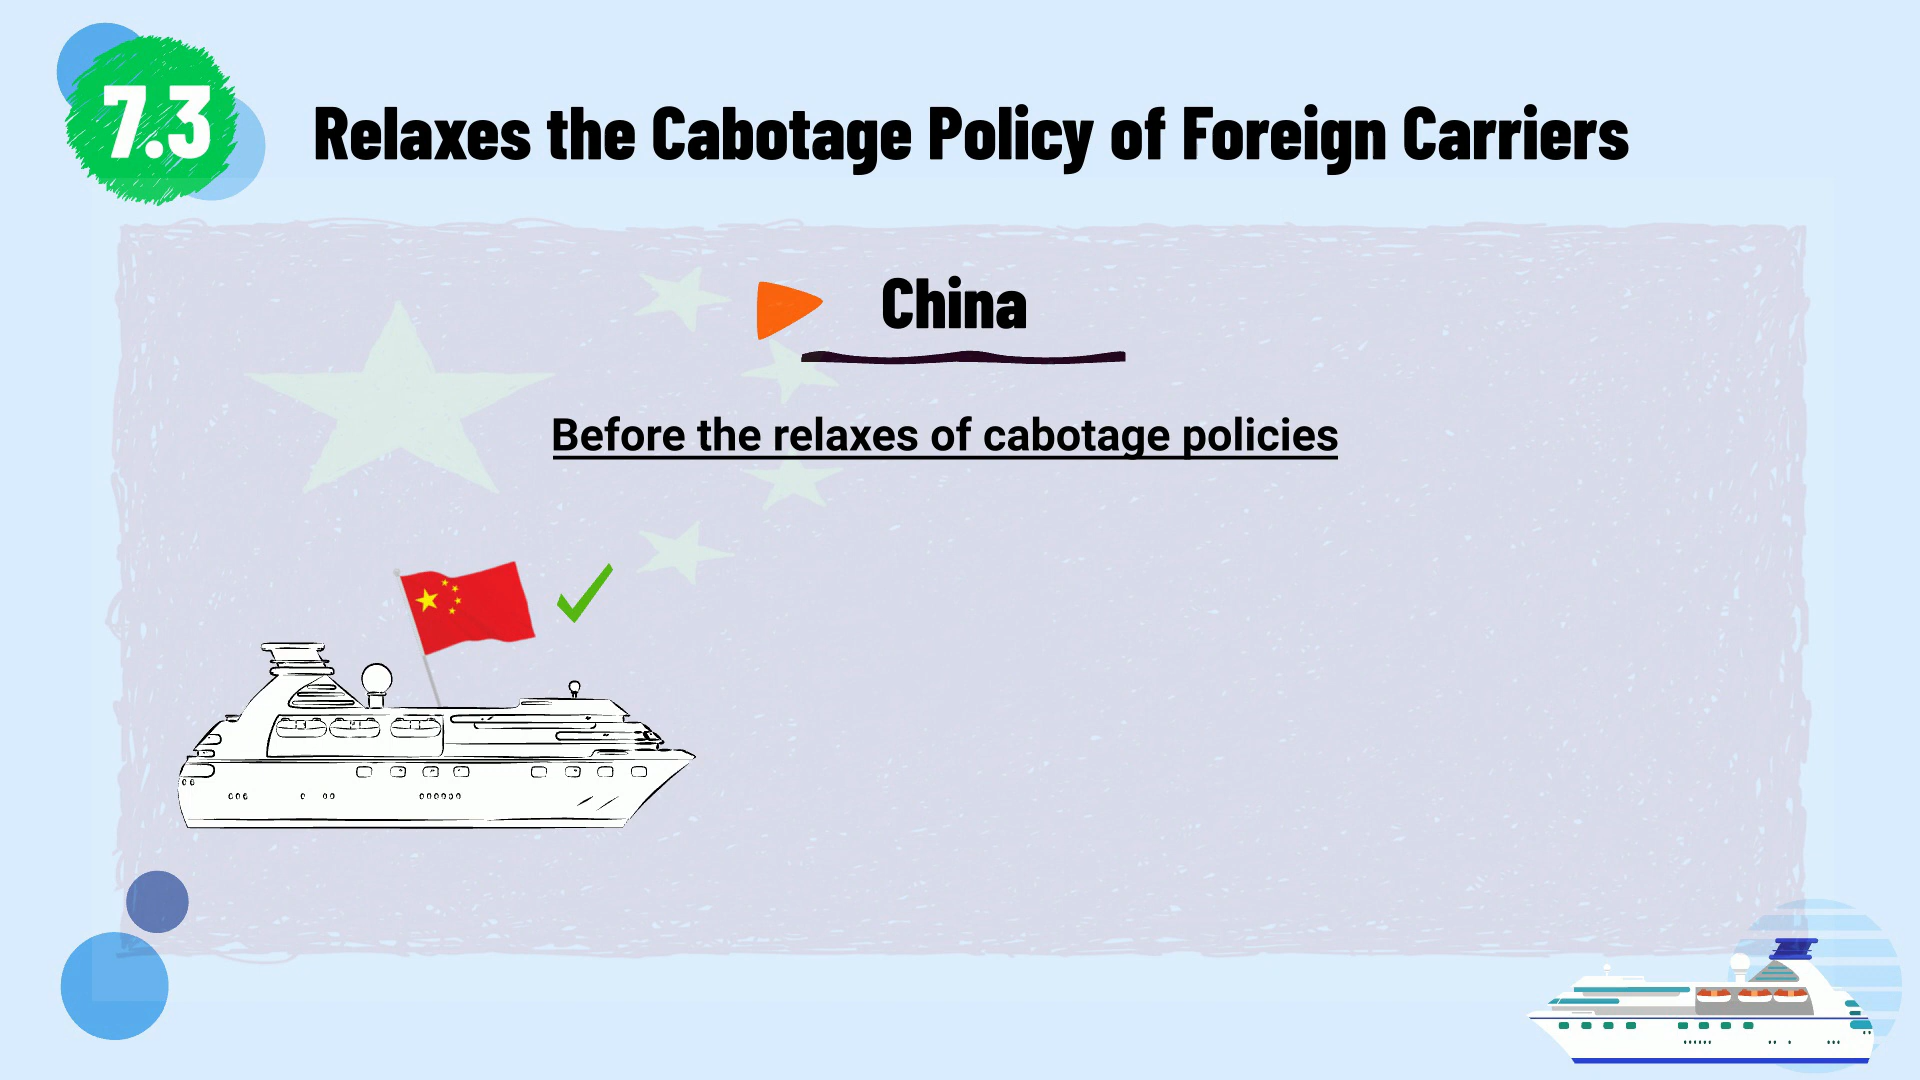 7.3
Relaxes the Cabotage Policy of Foreign Carriers
China
Before the relaxes of cabotage policies